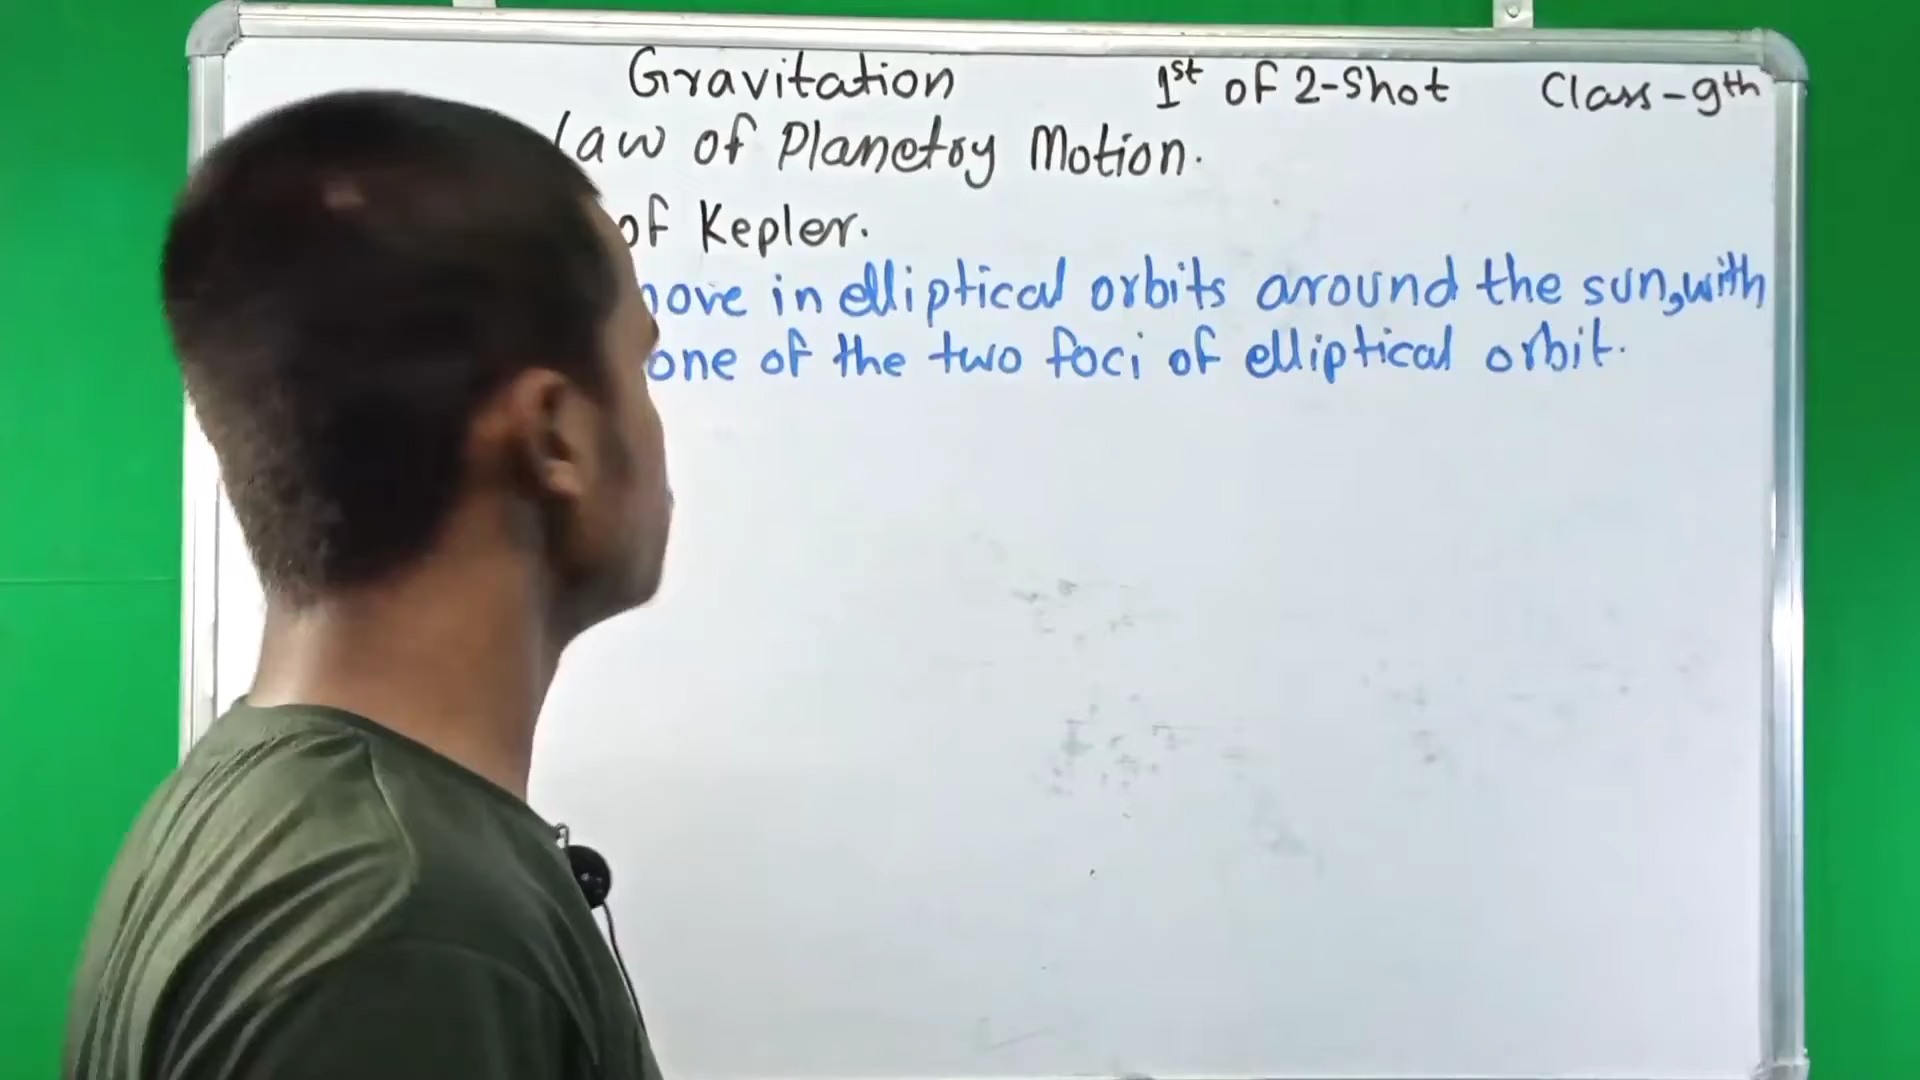 Gravitation 1st of 2-Shot Class-9th
law of Planetry Motion.
of Kepler.
in elliptical orbits around the sun, with
one of the two foci of elliptical orbit.